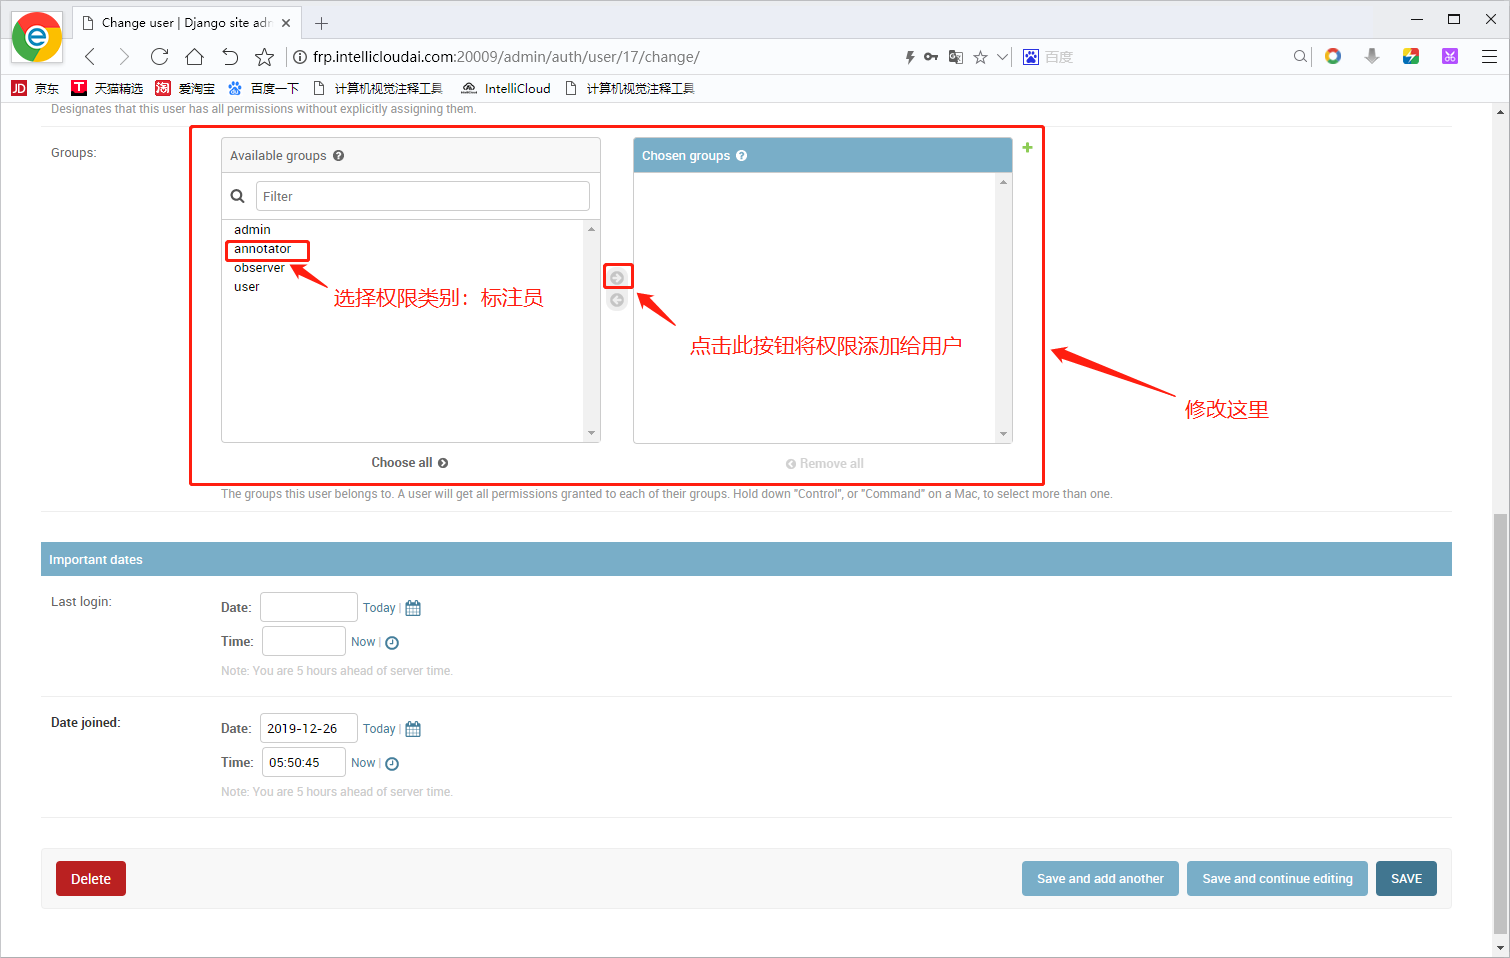 Change user | Django site adm
frp.intellicloudai.com:20009/admin/auth/user/17/change/
百度
JD 京东 T 天猫精选 淘 爱淘宝 百度一下 计算机视觉注释工具 IntelliCloud 计算机视觉注释工具
Designates that this user has all permissions without explicitly assigning them.
Groups:
Available groups
Filter
admin
annotator
observer
user
选择权限类别：标注员
Choose all
Chosen groups
点击此按钮将权限添加给用户
Remove all
修改这里
The groups this user belongs to. A user will get all permissions granted to each of their groups. Hold down "Control", or "Command" on a Mac, to select more than one.
Important dates
Last login:
Date: Today |
Time: Now |
Note: You are 5 hours ahead of server time.
Date joined:
Date: 2019-12-26 Today |
Time: 05:50:45 Now |
Note: You are 5 hours ahead of server time.
Delete
Save and add another
Save and continue editing
SAVE